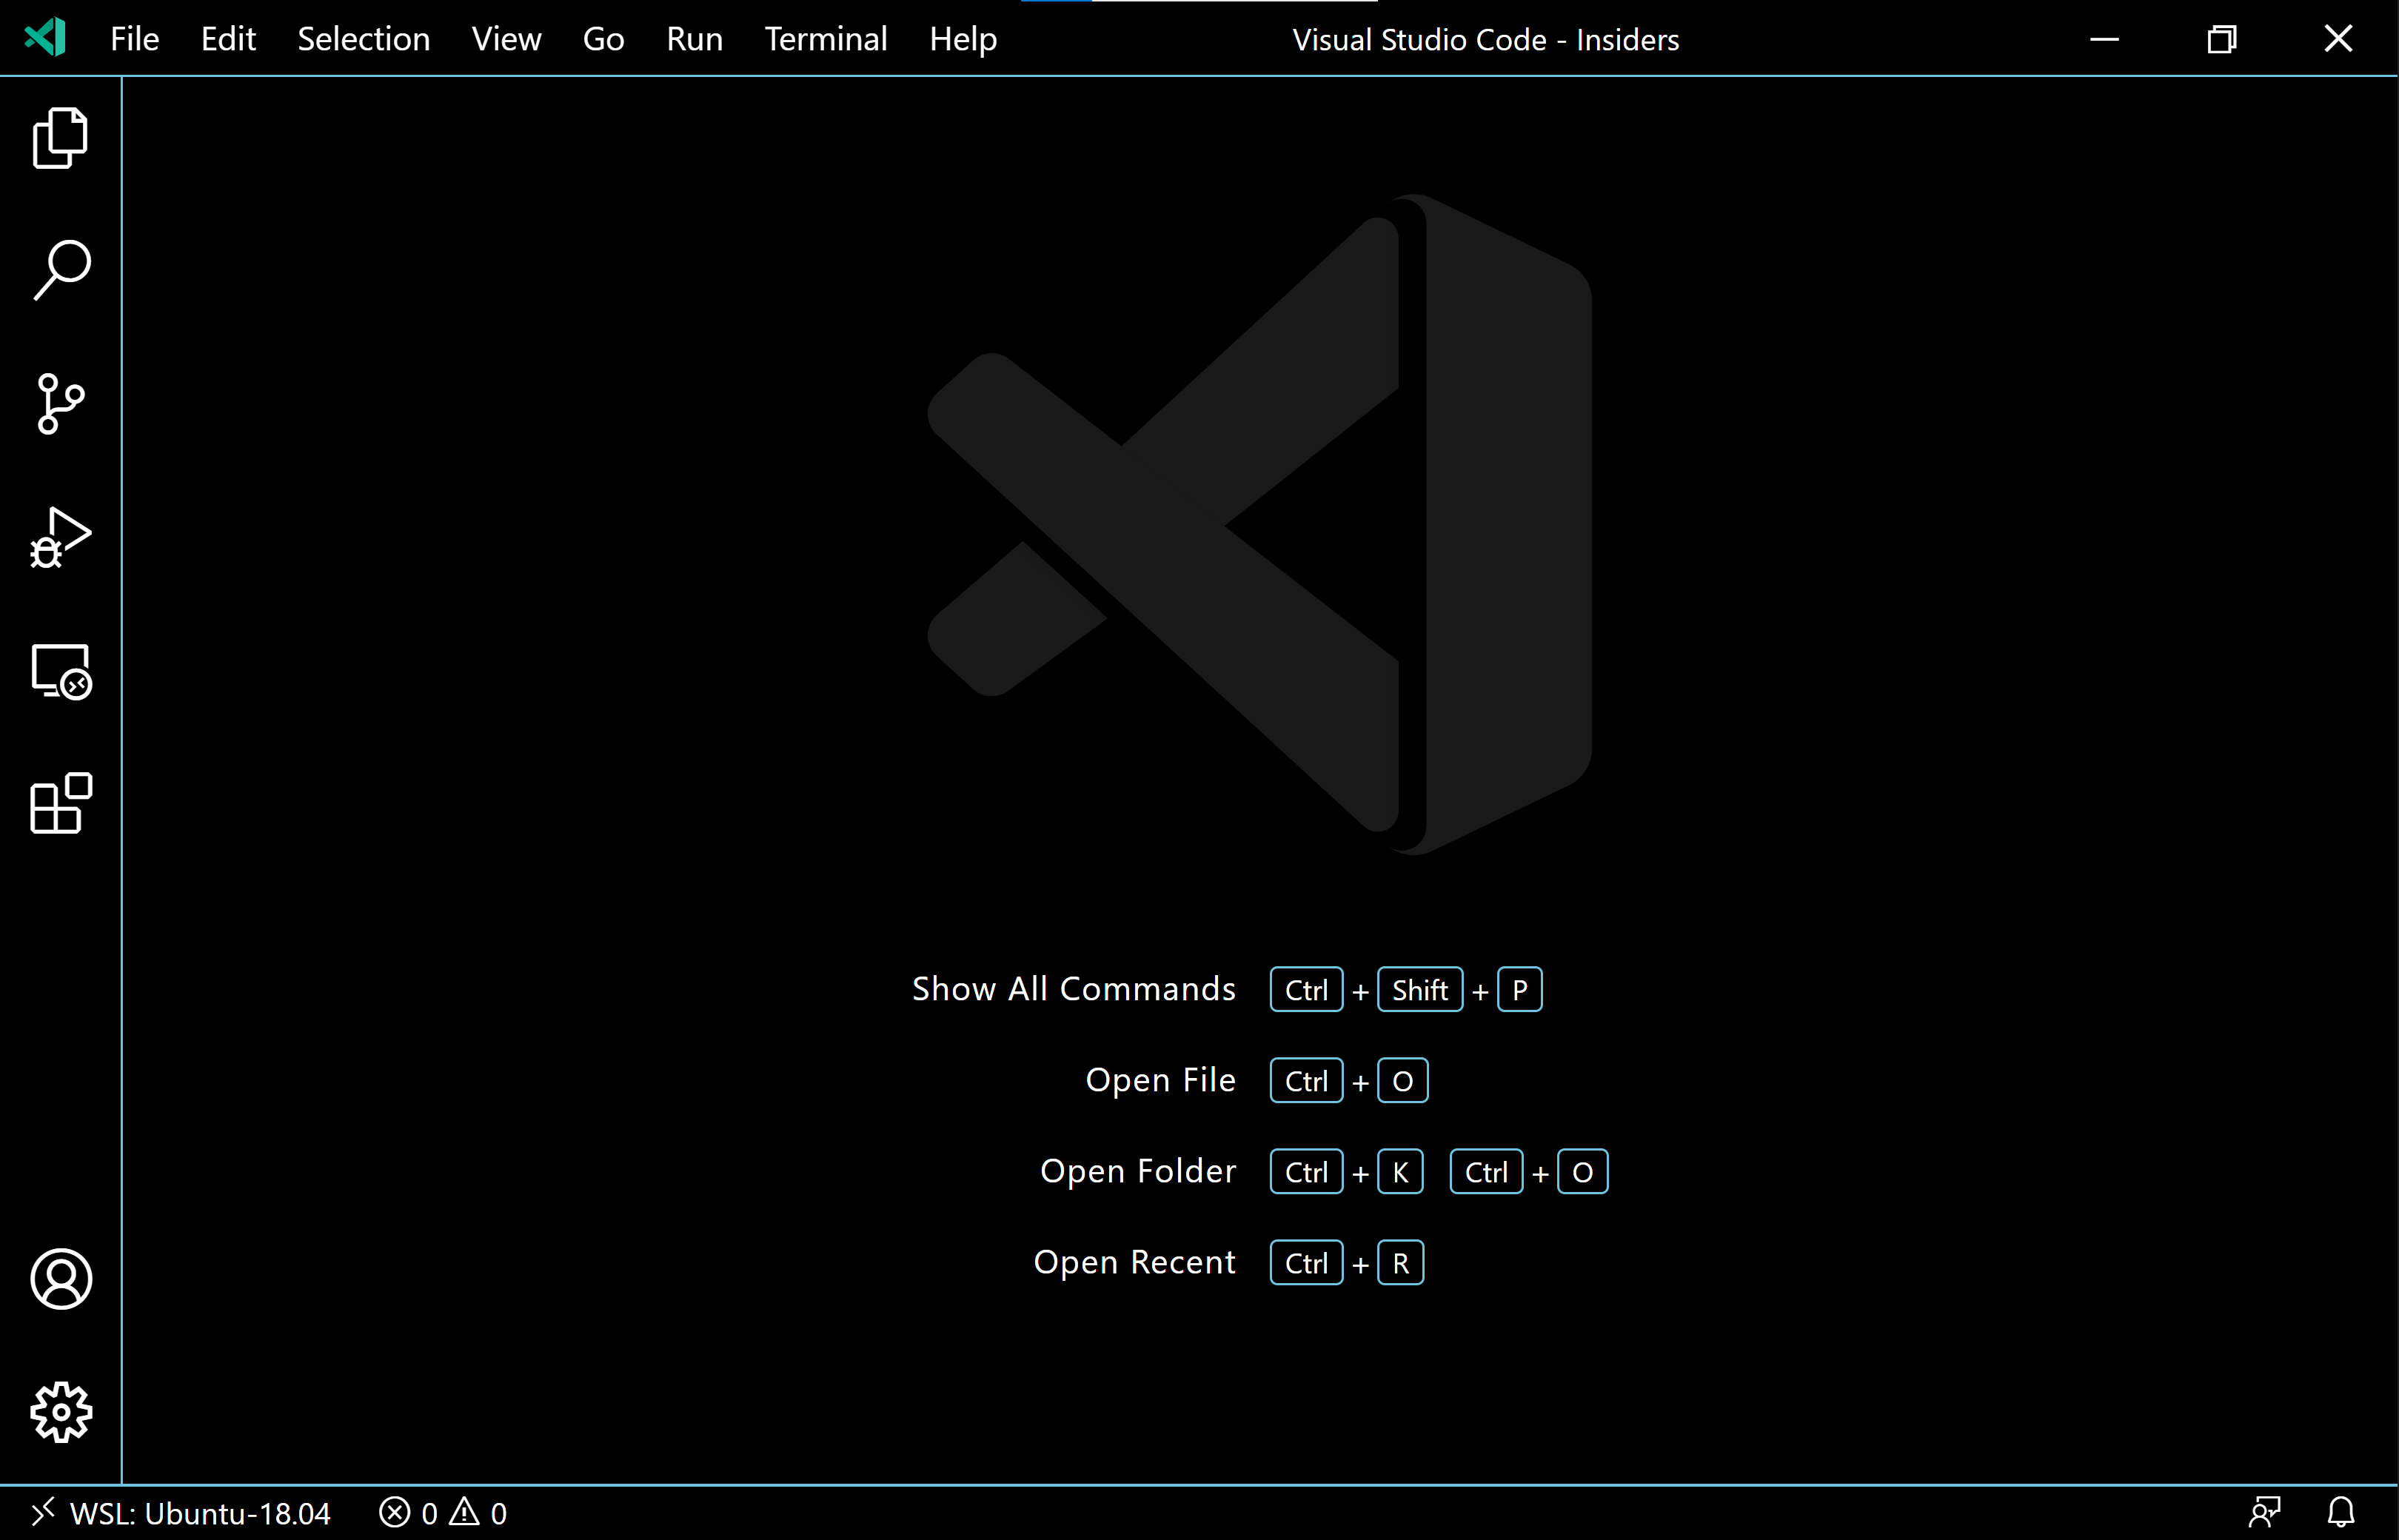 File Edit Selection View Go Run Terminal Help Visual Studio Code - Insiders
Show All Commands Ctrl + Shift + P
Open File Ctrl + O
Open Folder Ctrl + K Ctrl + O
Open Recent Ctrl + R
WSL: Ubuntu-18.04 0 0